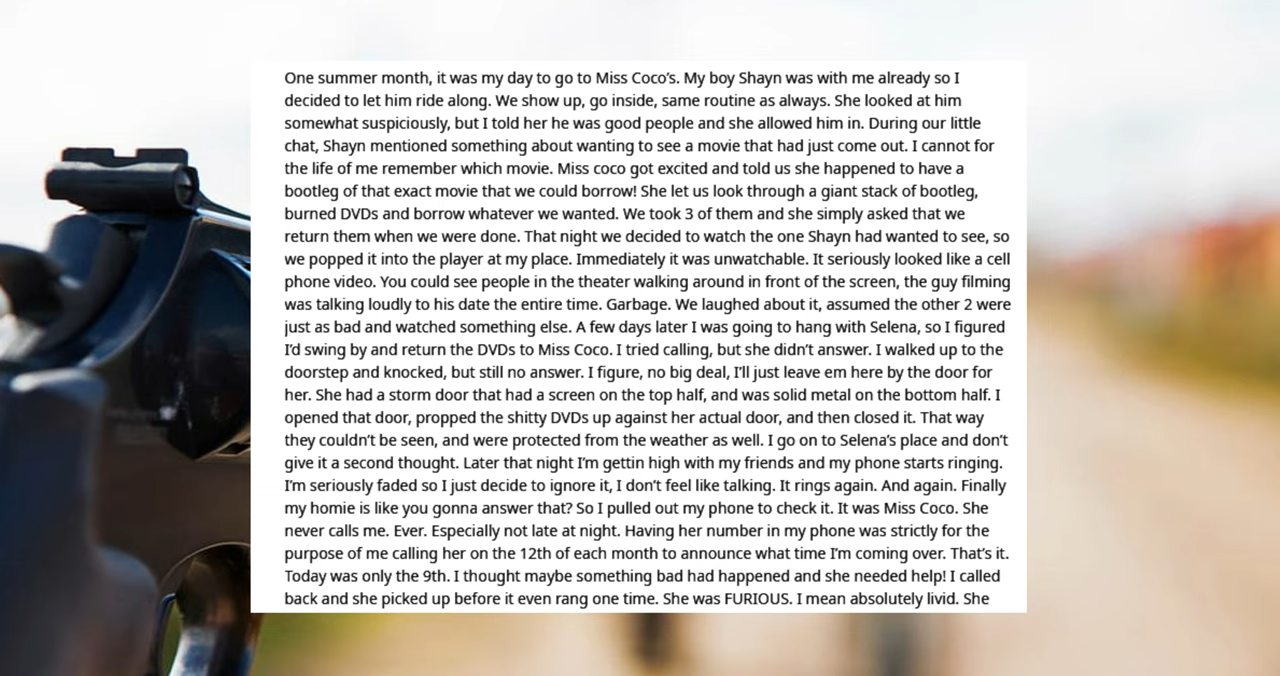 One summer month, it was my day to go to Miss Coco’s. My boy Shayn was with me already so I
decided to let him ride along. We show up, go inside, same routine as always. She looked at him
somewhat suspiciously, but I told her he was good people and she allowed him in. During our little
chat, Shayn mentioned something about wanting to see a movie that had just come out. I cannot for
the life of me remember which movie. Miss coco got excited and told us she happened to have a
bootleg of that exact movie that we could borrow! She let us look through a giant stack of bootleg,
burned DVDs and borrow whatever we wanted. We took 3 of them and she simply asked that we
return them when we were done. That night we decided to watch the one Shayn had wanted to see, so
we popped it into the player at my place. Immediately it was unwatchable. It seriously looked like a cell
phone video. You could see people in the theater walking around in front of the screen, the guy filming
was talking loudly to his date the entire time. Garbage. We laughed about it, assumed the other 2 were
just as bad and watched something else. A few days later I was going to hang with Selena, so I figured
I’d swing by and return the DVDs to Miss Coco. I tried calling, but she didn’t answer. I walked up to the
doorstep and knocked, but still no answer. I figure, no big deal, I’ll just leave em here by the door for
her. She had a storm door that had a screen on the top half, and was solid metal on the bottom half. I
opened that door, propped the shitty DVDs up against her actual door, and then closed it. That way
they couldn’t be seen, and were protected from the weather as well. I go on to Selena’s place and don’t
give it a second thought. Later that night I’m gettin high with my friends and my phone starts ringing.
I’m seriously faded so I just decide to ignore it, I don’t feel like talking. It rings again. And again. Finally
my homie is like you gonna answer that? So I pulled out my phone to check it. It was Miss Coco. She
never calls me. Ever. Especially not late at night. Having her number in my phone was strictly for the
purpose of me calling her on the 12th of each month to announce what time I’m coming over. That’s it.
Today was only the 9th. I thought maybe something bad had happened and she needed help! I called
back and she picked up before it even rang one time. She was FURIOUS. I mean absolutely livid. She